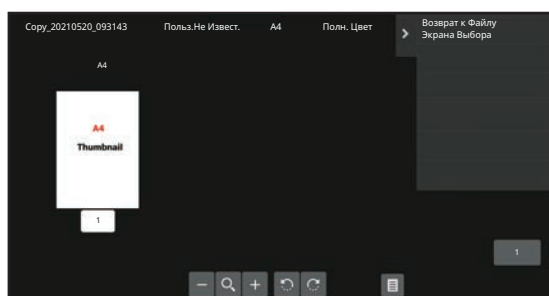 Copy_20210520_093143 Польз.Не Извест. A4 Полн. Цвет
Возврат к Файлу
Экрана Выбора
A4
A4
Thumbnail
1
1